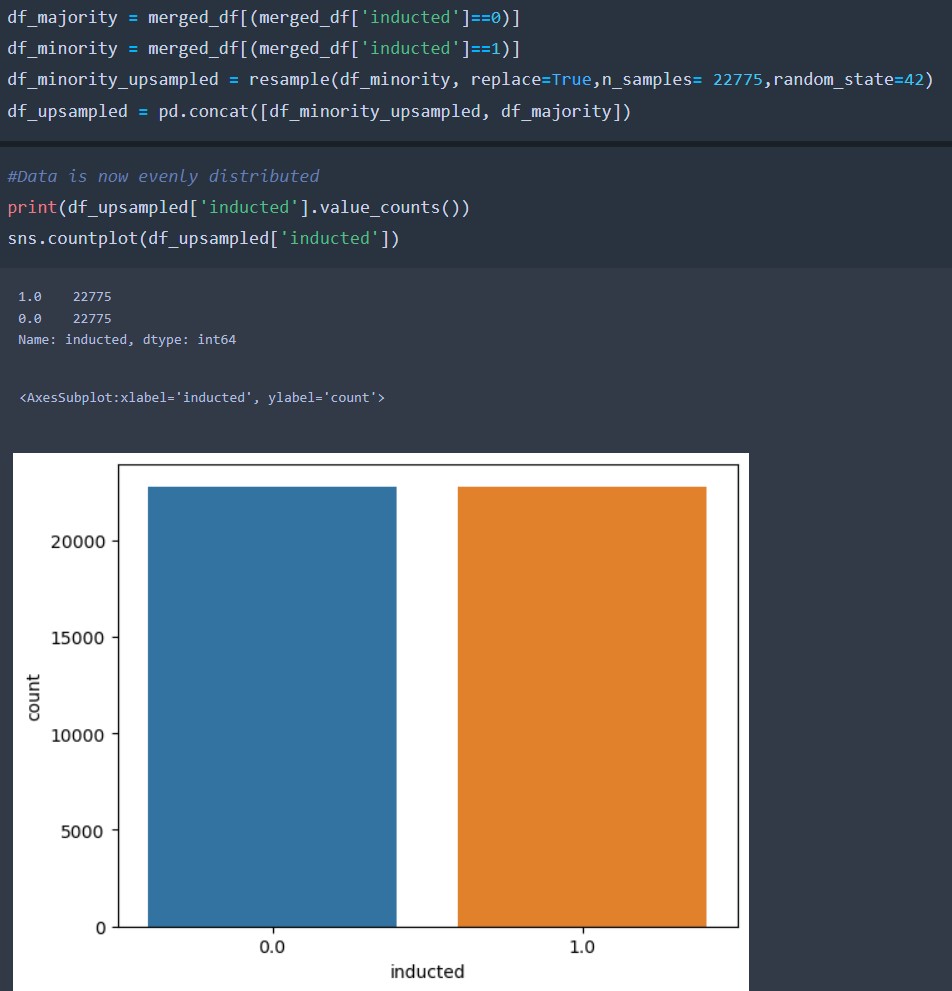 df_majority = merged_df[(merged_df['inducted']==0)]
df_minority = merged_df[(merged_df['inducted']==1)]
df_minority_upsampled = resample(df_minority, replace=True,n_samples= 22775,random_state=42)
df_upsampled = pd.concat([df_minority_upsampled, df_majority])
#Data is now evenly distributed
print(df_upsampled['inducted'].value_counts())
sns.countplot(df_upsampled['inducted'])
1.0    22775
0.0    22775
Name: inducted, dtype: int64
<AxesSubplot:xlabel='inducted', ylabel='count'>
20000
15000
10000
5000
0
count
0.0
1.0
inducted